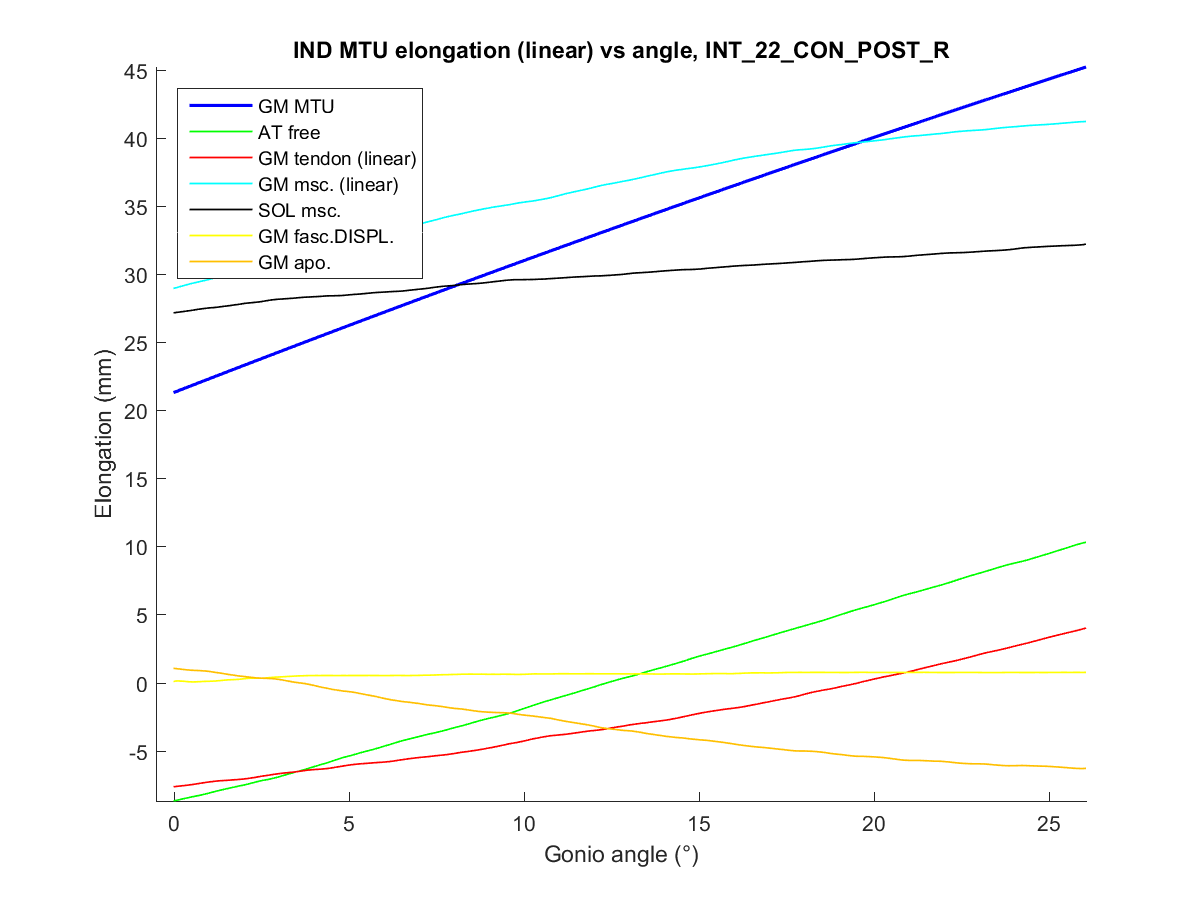 IND MTU elongation (linear) vs angle, INT_22_CON_POST_R
GM MTU
AT free
GM tendon (linear)
GM msc. (linear)
SOL msc.
GM fasc.DISPL.
GM apo.
Elongation (mm)
45
40
35
30
25
20
15
10
5
0
-5
0 5 10 15 20 25
Gonio angle (°)